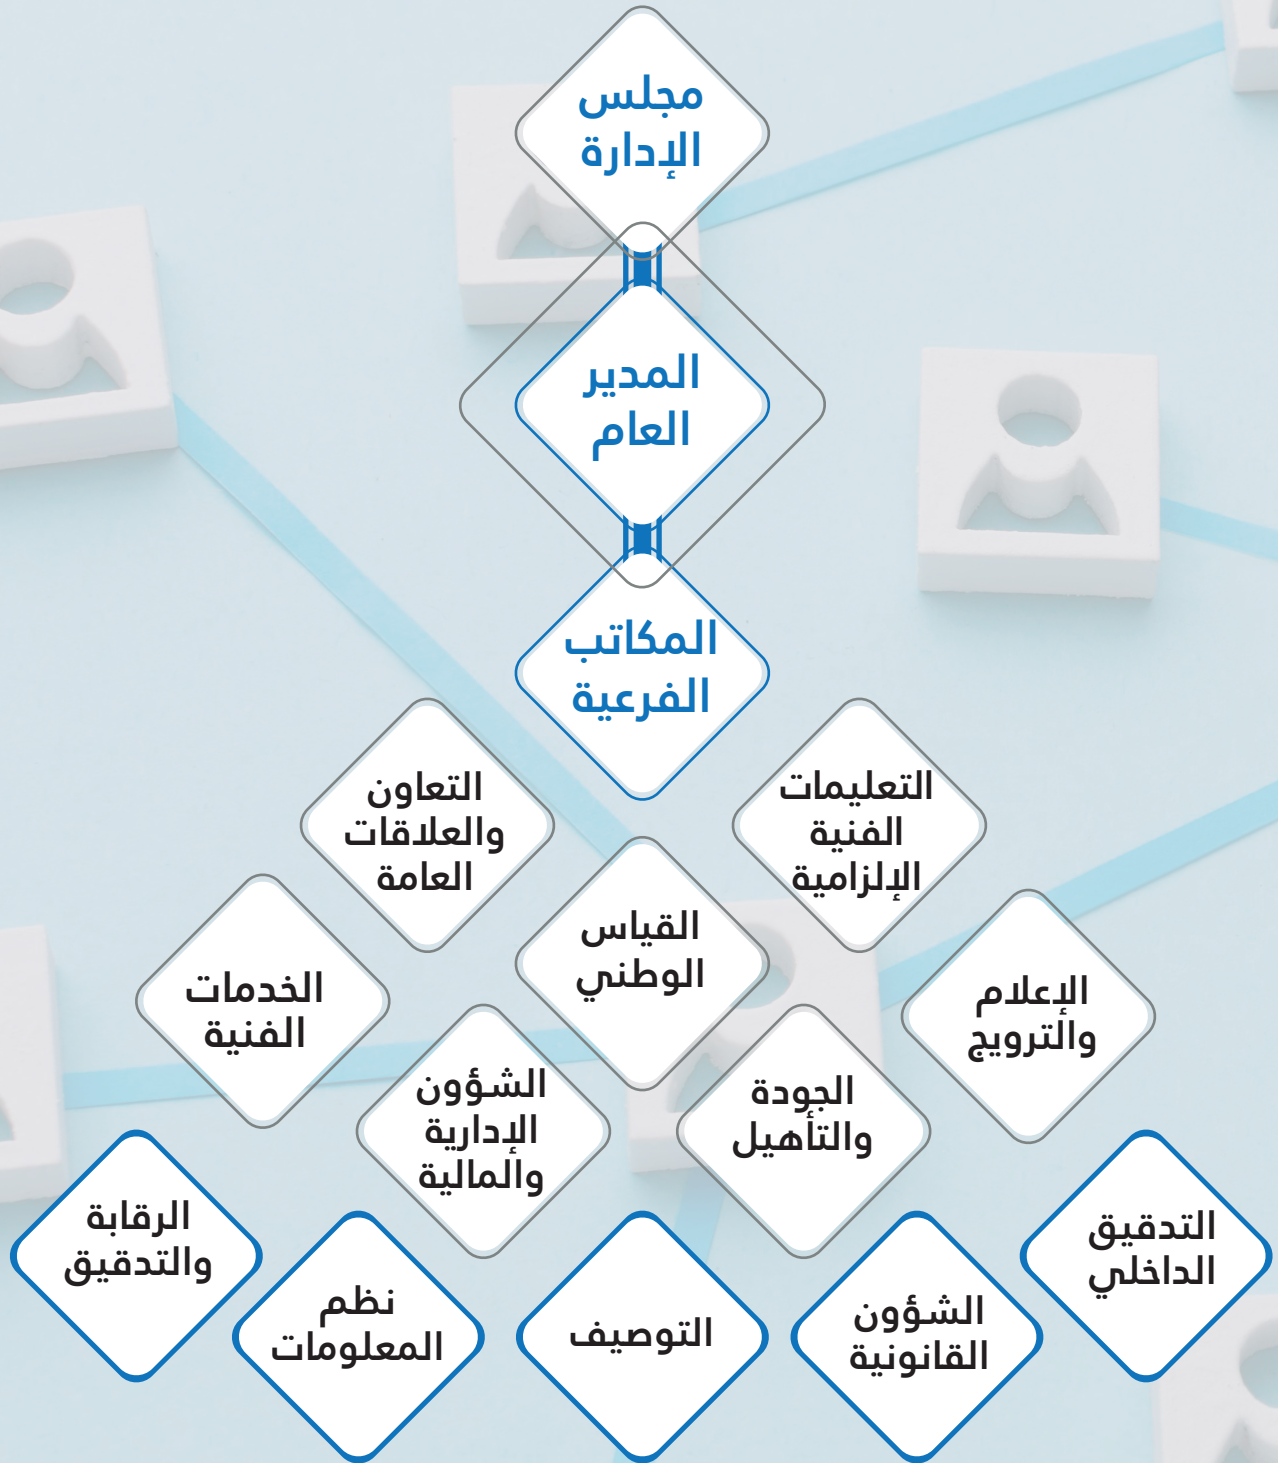 مجلس
الإدارة
المدير
العام
المكاتب
الفرعية
التعليمات
الفنية
الإلزامية
التعاون
والعلاقات
العامة
القياس
الوطني
الإعلام
والترويج
الخدمات
الفنية
الجودة
والتأهيل
الشؤون
الإدارية
والمالية
التدقيق
الداخلي
الشؤون
القانونية
التوصيف
نظم
المعلومات
الرقابة
والتدقيق